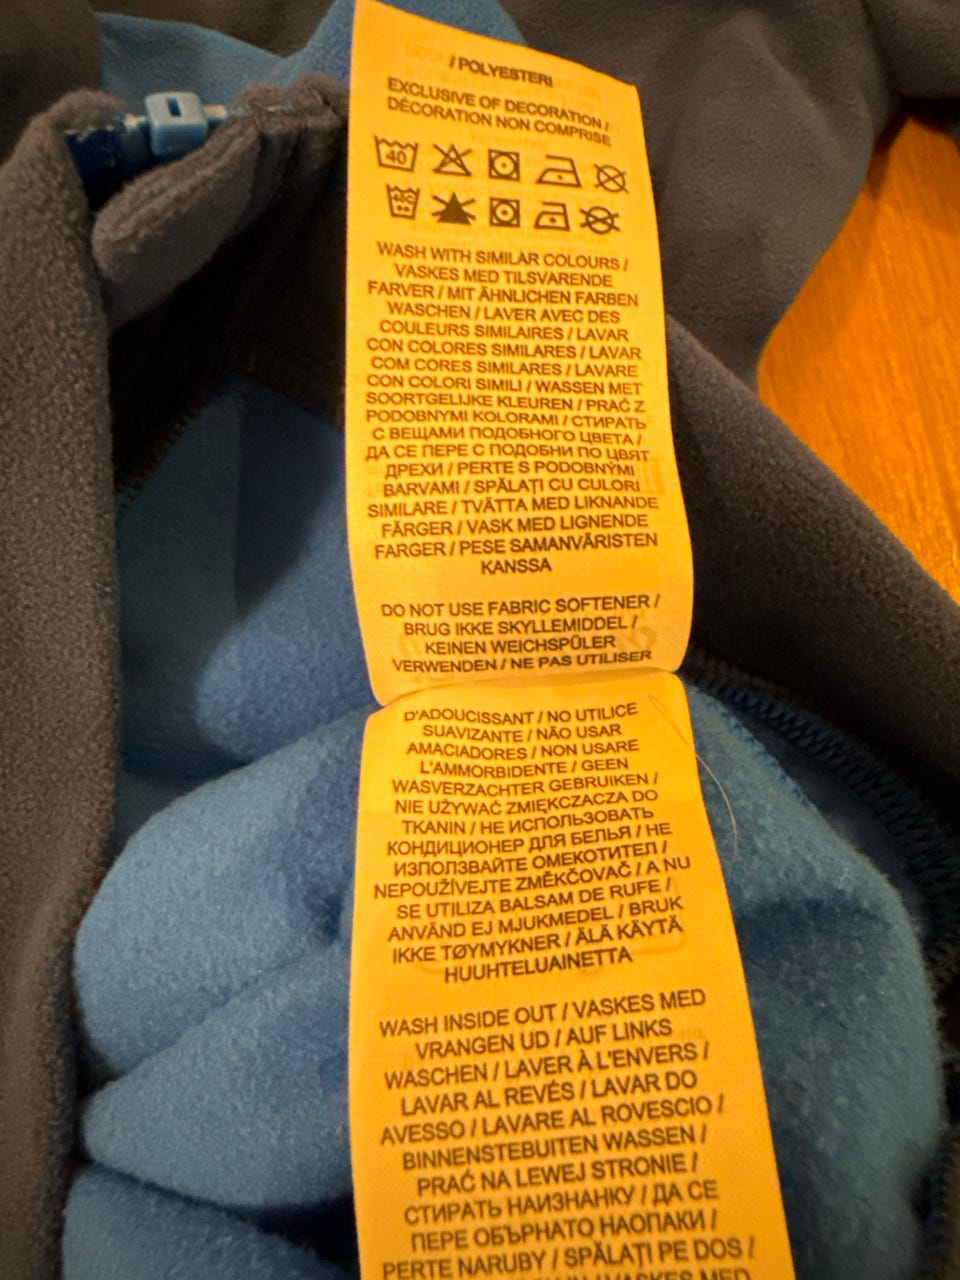 / POLYESTERI
EXCLUSIVE OF DECORATION /
DÉCORATION NON COMPRISE
40
40C
WASH WITH SIMILAR COLOURS /
VASKES MED TILSVARENDE
FARVER / MIT ÄHNLICHEN FARBEN
WASCHEN / LAVER AVEC DES
COULEURS SIMILAIRES / LAVAR
CON COLORES SIMILARES / LAVAR
COM CORES SIMILARES / LAVARE
CON COLORI SIMILI / WASSEN MET
SOORTGELIJKE KLEUREN / PRAĆ Z
PODOBNYMI KOLORAMI / СТИРАТЬ
С ВЕЩАМИ ПОДОБНОГО ЦВЕТА /
ДА СЕ ПЕРЕ С ПОДОБНИ ПО ЦВЯТ
ДРЕХИ / PERTE S PODOBNÝMI
BARVAMI / SPĂLAȚI CU CULORI
SIMILARE / TVÄTTA MED LIKNANDE
FÄRGER / VASK MED LIGNENDE
FARGER / PESE SAMANVÄRISTEN
KANSSA
DO NOT USE FABRIC SOFTENER /
BRUG IKKE SKYLLEMIDDEL /
KEINEN WEICHSPÜLER
VERWENDEN / NE PAS UTILISER
D'ADOUCISSANT / NO UTILICE
SUAVIZANTE / NÃO USAR
AMACIADORES / NON USARE
L'AMMORBIDENTE / GEEN
WASVERZACHTER GEBRUIKEN /
NIE UŻYWAĆ ZMIĘKCZACZA DO
TKANIN / НЕ ИСПОЛЬЗОВАТЬ
КОНДИЦИОНЕР ДЛЯ БЕЛЬЯ / НЕ
ИЗПОЛЗВАЙТЕ ОМЕКОТИТЕЛ /
NEPOUŽÍVEJTE ZMĚKČOVAČ / A NU
SE UTILIZA BALSAM DE RUFE /
ANVÄND EJ MJUKMEDEL / BRUK
IKKE TØYMYKNER / ÄLÄ KÄYTÄ
HUUHTELUAINETTA
WASH INSIDE OUT / VASKES MED
VRANGEN UD / AUF LINKS
WASCHEN / LAVER À L'ENVERS /
LAVAR AL REVÉS / LAVAR DO
AVESSO / LAVARE AL ROVESCIO /
BINNENSTEBUITEN WASSEN /
PRAĆ NA LEWEJ STRONIE /
СТИРАТЬ НАИЗНАНКУ / ДА СЕ
ПЕРЕ ОБЪРНАТО НАОПАКИ /
PERTE NARUBY / SPĂLAȚI PE DOS /
/ VASKES MED